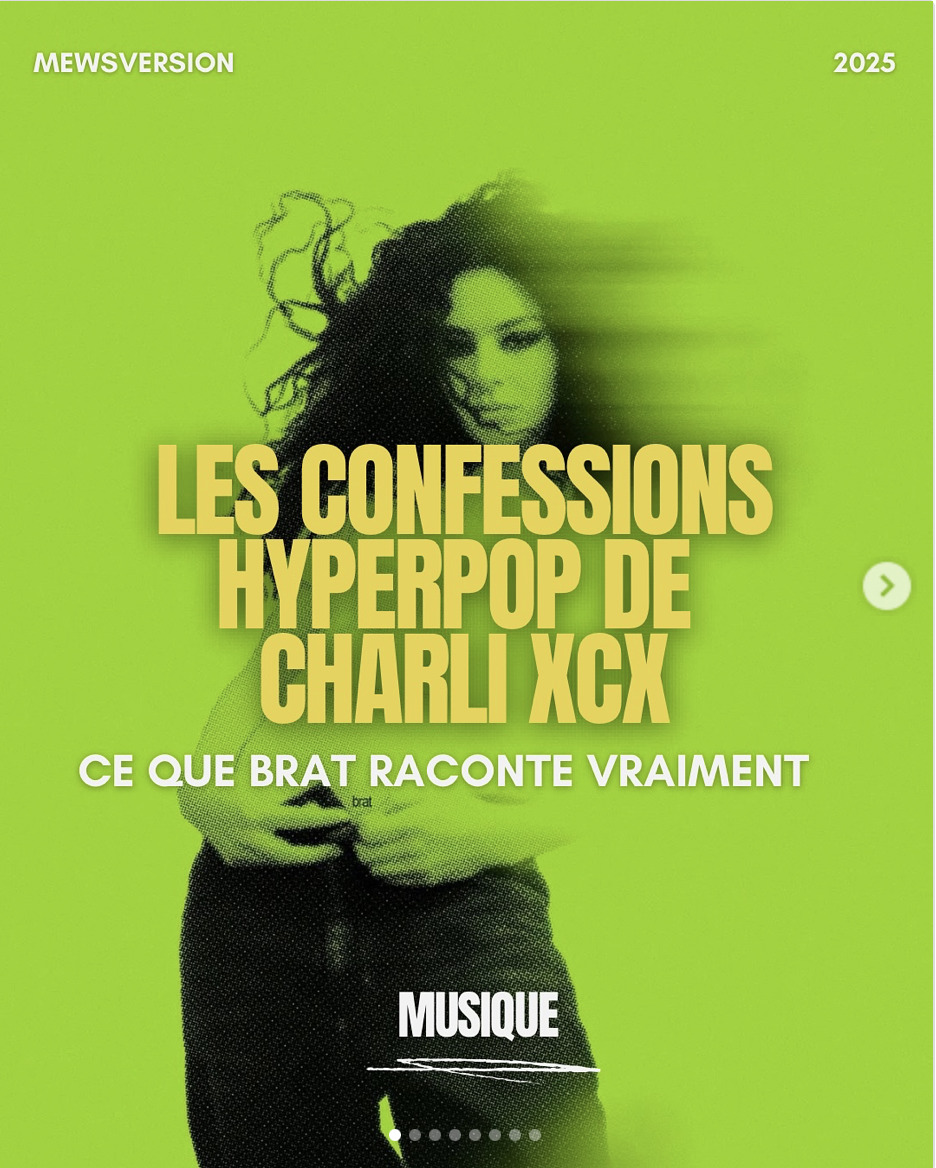 MEWSVERSION
2025
LES CONFESSIONS
HYPERPOP DE
CHARLI XCX
CE QUE BRAT RACONTE VRAIMENT
brat
MUSIQUE